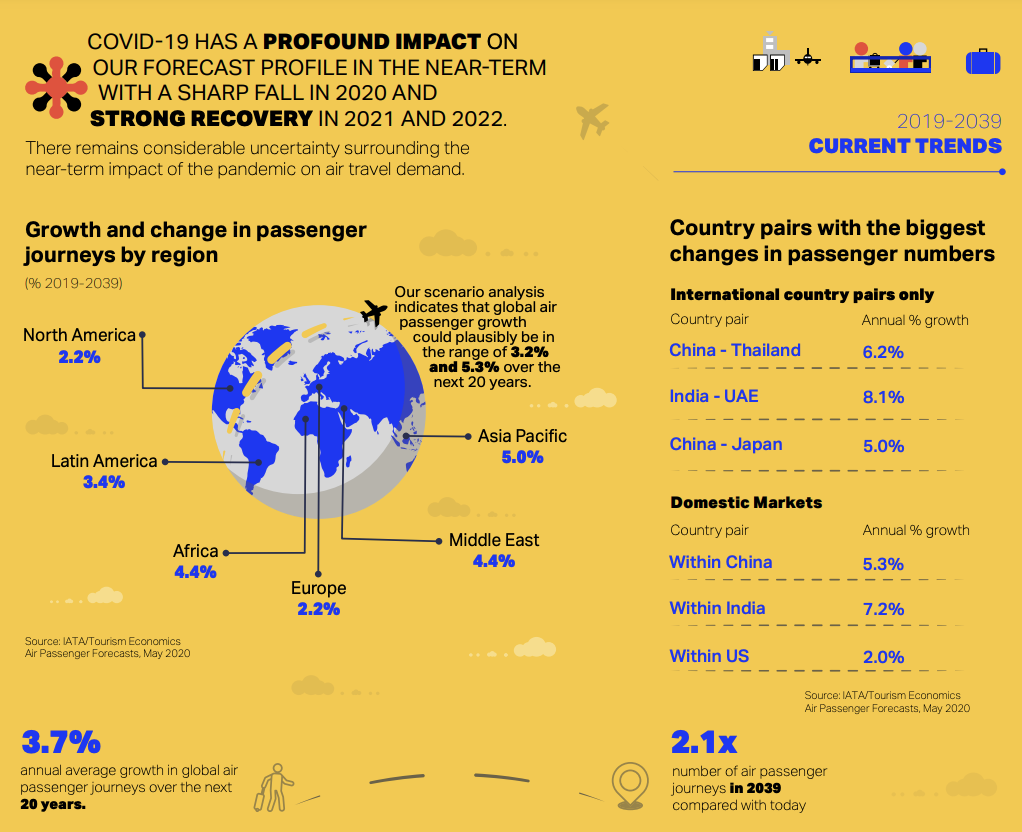 COVID-19 HAS A PROFOUND IMPACT ON
OUR FORECAST PROFILE IN THE NEAR-TERM
WITH A SHARP FALL IN 2020 AND
STRONG RECOVERY IN 2021 AND 2022.
There remains considerable uncertainty surrounding the
near-term impact of the pandemic on air travel demand.
2019-2039
CURRENT TRENDS
Growth and change in passenger
journeys by region
(% 2019-2039)
Our scenario analysis
indicates that global air
passenger growth
could plausibly be in
the range of 3.2%
and 5.3% over the
next 20 years.
North America
2.2%
Asia Pacific
5.0%
Latin America
3.4%
Middle East
4.4%
Africa
4.4%
Europe
2.2%
Source: IATA/Tourism Economics
Air Passenger Forecasts, May 2020
Country pairs with the biggest
changes in passenger numbers
International country pairs only
Country pair Annual % growth
China - Thailand 6.2%
India - UAE 8.1%
China - Japan 5.0%
Domestic Markets
Country pair Annual % growth
Within China 5.3%
Within India 7.2%
Within US 2.0%
Source: IATA/Tourism Economics
Air Passenger Forecasts, May 2020
3.7%
annual average growth in global air
passenger journeys over the next
20 years.
2.1x
number of air passenger
journeys in 2039
compared with today